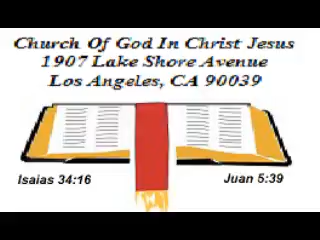 Church Of God In Christ Jesus
1907 Lake Shore Avenue
Los Angeles, CA 90039
Isaias 34:16
Juan 5:39